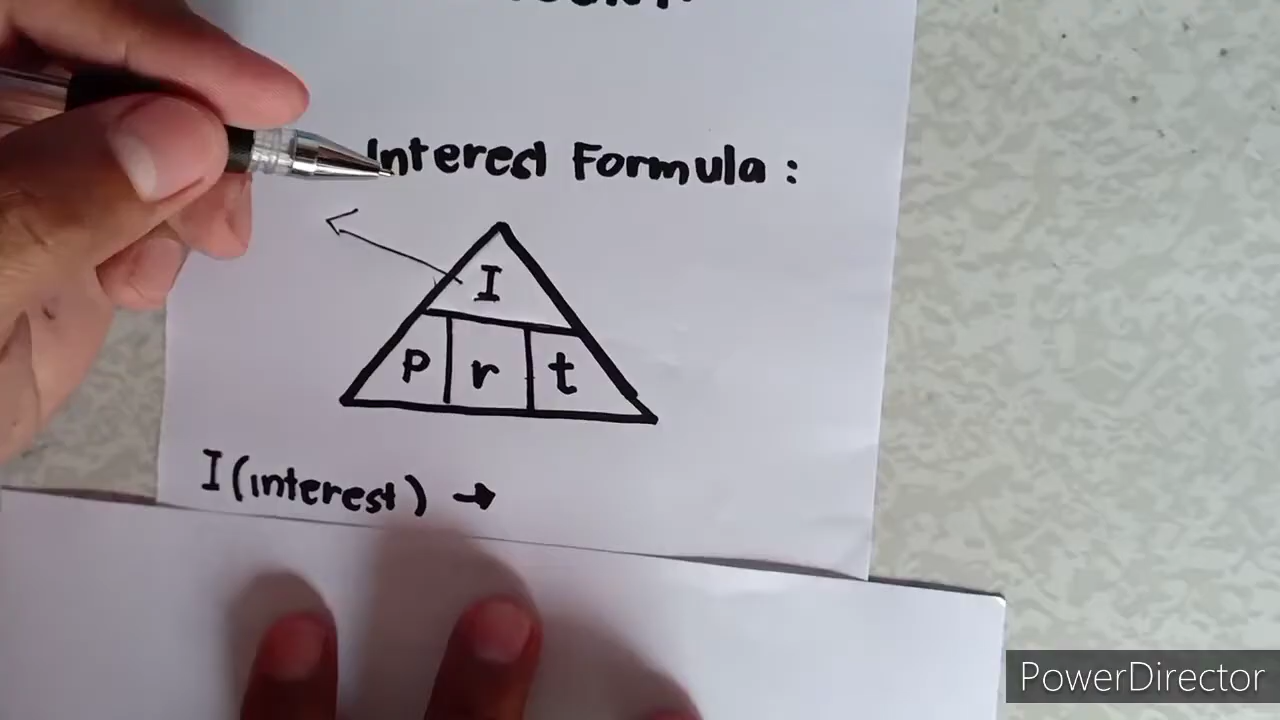 Interest Formula :
I
P r t
I (interest) →
PowerDirector